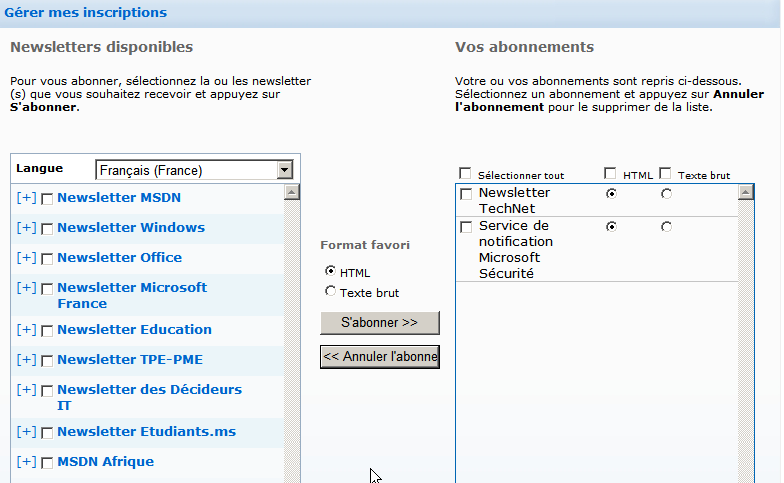 Gérer mes inscriptions
Newsletters disponibles
Pour vous abonner, sélectionnez la ou les newsletter
(s) que vous souhaitez recevoir et appuyez sur
S'abonner.
Langue
Français (France)
[+] Newsletter MSDN
[+] Newsletter Windows
[+] Newsletter Office
[+] Newsletter Microsoft
France
[+] Newsletter Education
[+] Newsletter TPE-PME
[+] Newsletter des Décideurs
IT
[+] Newsletter Etudiants.ms
[+] MSDN Afrique
Format favori
HTML
Texte brut
S'abonner >>
<< Annuler l'abonne
Vos abonnements
Votre ou vos abonnements sont repris ci-dessous.
Sélectionnez un abonnement et appuyez sur Annuler
l'abonnement pour le supprimer de la liste.
Sélectionner tout HTML Texte brut
Newsletter
TechNet
Service de
notification
Microsoft
Sécurité